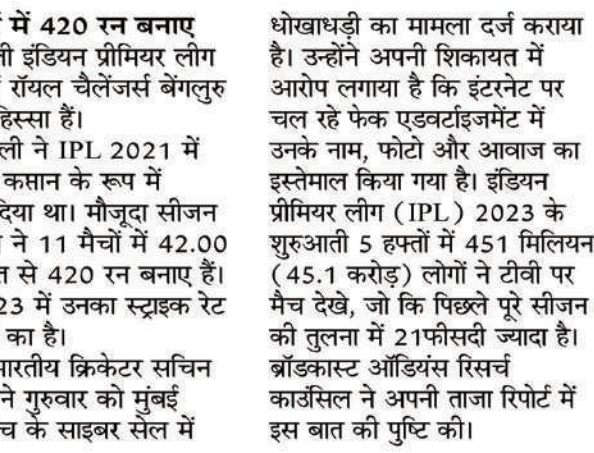 में 420 रन बनाए
इंडियन प्रीमियर लीग
रॉयल चैलेंजर्स बेंगलुरु
हिस्सा हैं।
ने IPL 2021 में
कप्तान के रूप में
दिया था। मौजूदा सीजन
ने 11 मैचों में 42.00
से 420 रन बनाए हैं।
में उनका स्ट्राइक रेट
का है।
भारतीय क्रिकेटर सचिन
ने गुरुवार को मुंबई
के साइबर सेल में
धोखाधड़ी का मामला दर्ज कराया
है। उन्होंने अपनी शिकायत में
आरोप लगाया है कि इंटरनेट पर
चल रहे फेक एडवर्टाइजमेंट में
उनके नाम, फोटो और आवाज का
इस्तेमाल किया गया है। इंडियन
प्रीमियर लीग (IPL) 2023 के
शुरुआती 5 हफ्तों में 451 मिलियन
(45.1 करोड़) लोगों ने टीवी पर
मैच देखे, जो कि पिछले पूरे सीजन
की तुलना में 21फीसदी ज्यादा है।
ब्रॉडकास्ट ऑडियंस रिसर्च
काउंसिल ने अपनी ताजा रिपोर्ट में
इस बात की पुष्टि की।